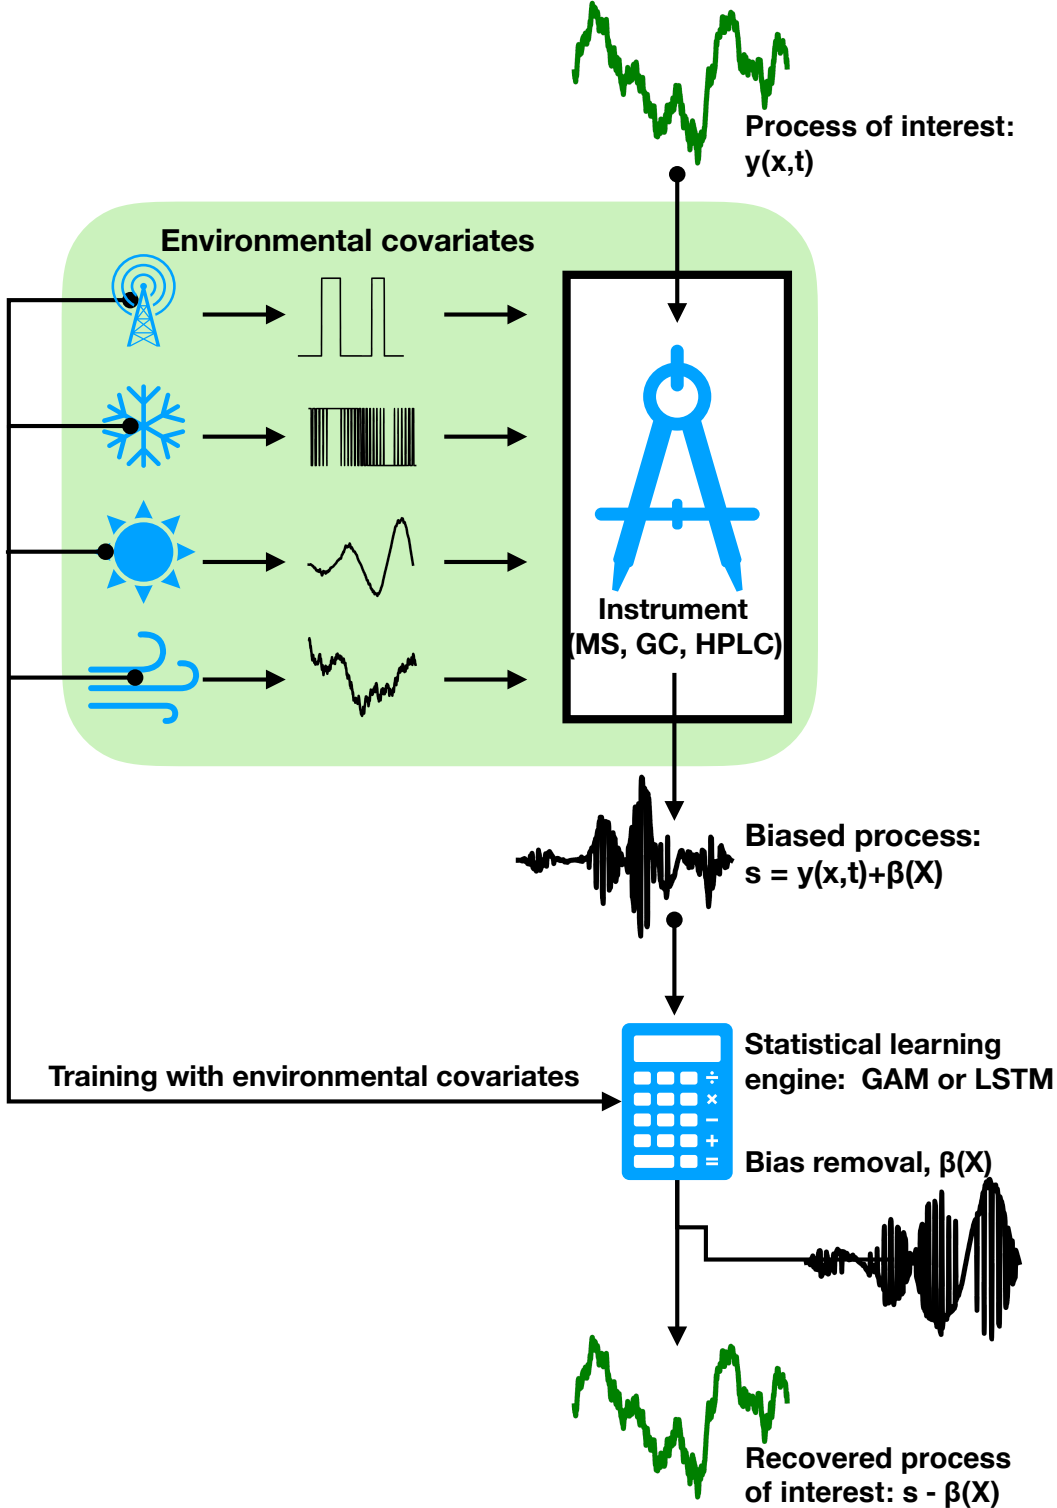 Process of interest:
y(x,t)
Environmental covariates
Instrument
(MS, GC, HPLC)
Biased process:
s = y(x,t)+β(X)
Statistical learning
engine:  GAM or LSTM
Training with environmental covariates
÷
×
−
+
=
Bias removal, β(X)
Recovered process
of interest: s - β(X)